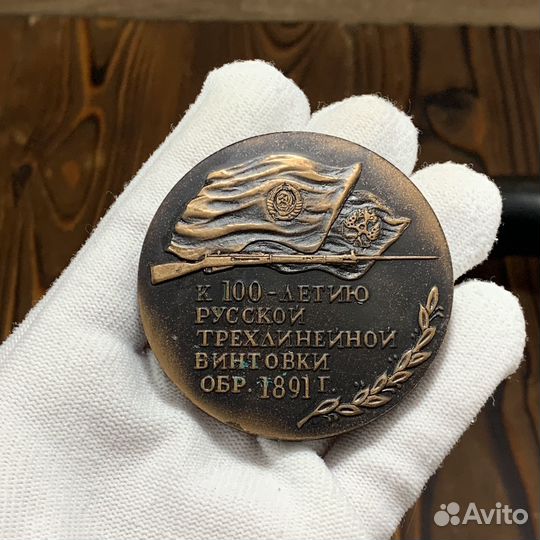 К 100-ЛЕТИЮ
РУССКОЙ
ТРЕХЛИНЕЙНОЙ
ВИНТОВКИ
ОБР. 1891 Г.
Avito